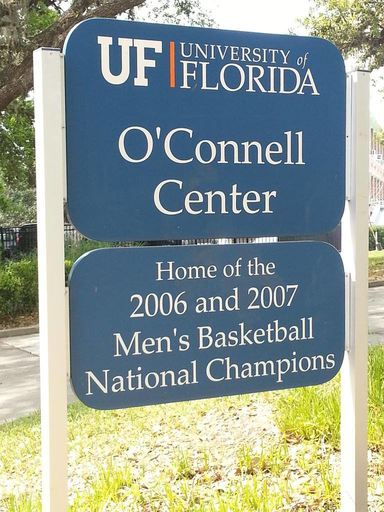 UF UNIVERSITY of
FLORIDA
O'Connell
Center
Home of the
2006 and 2007
Men's Basketball
National Champions